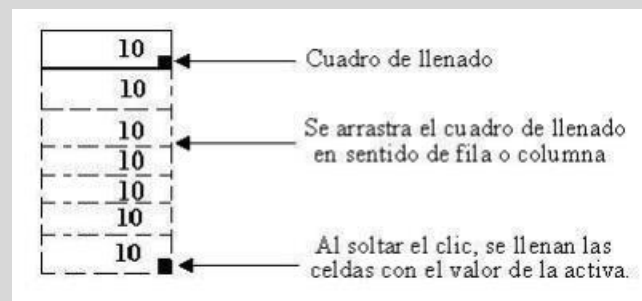 10
Cuadro de llenado
10
10
Se arrastra el cuadro de llenado
en sentido de fila o columna
10
10
10
10
Al soltar el clic, se llenan las
celdas con el valor de la activa.